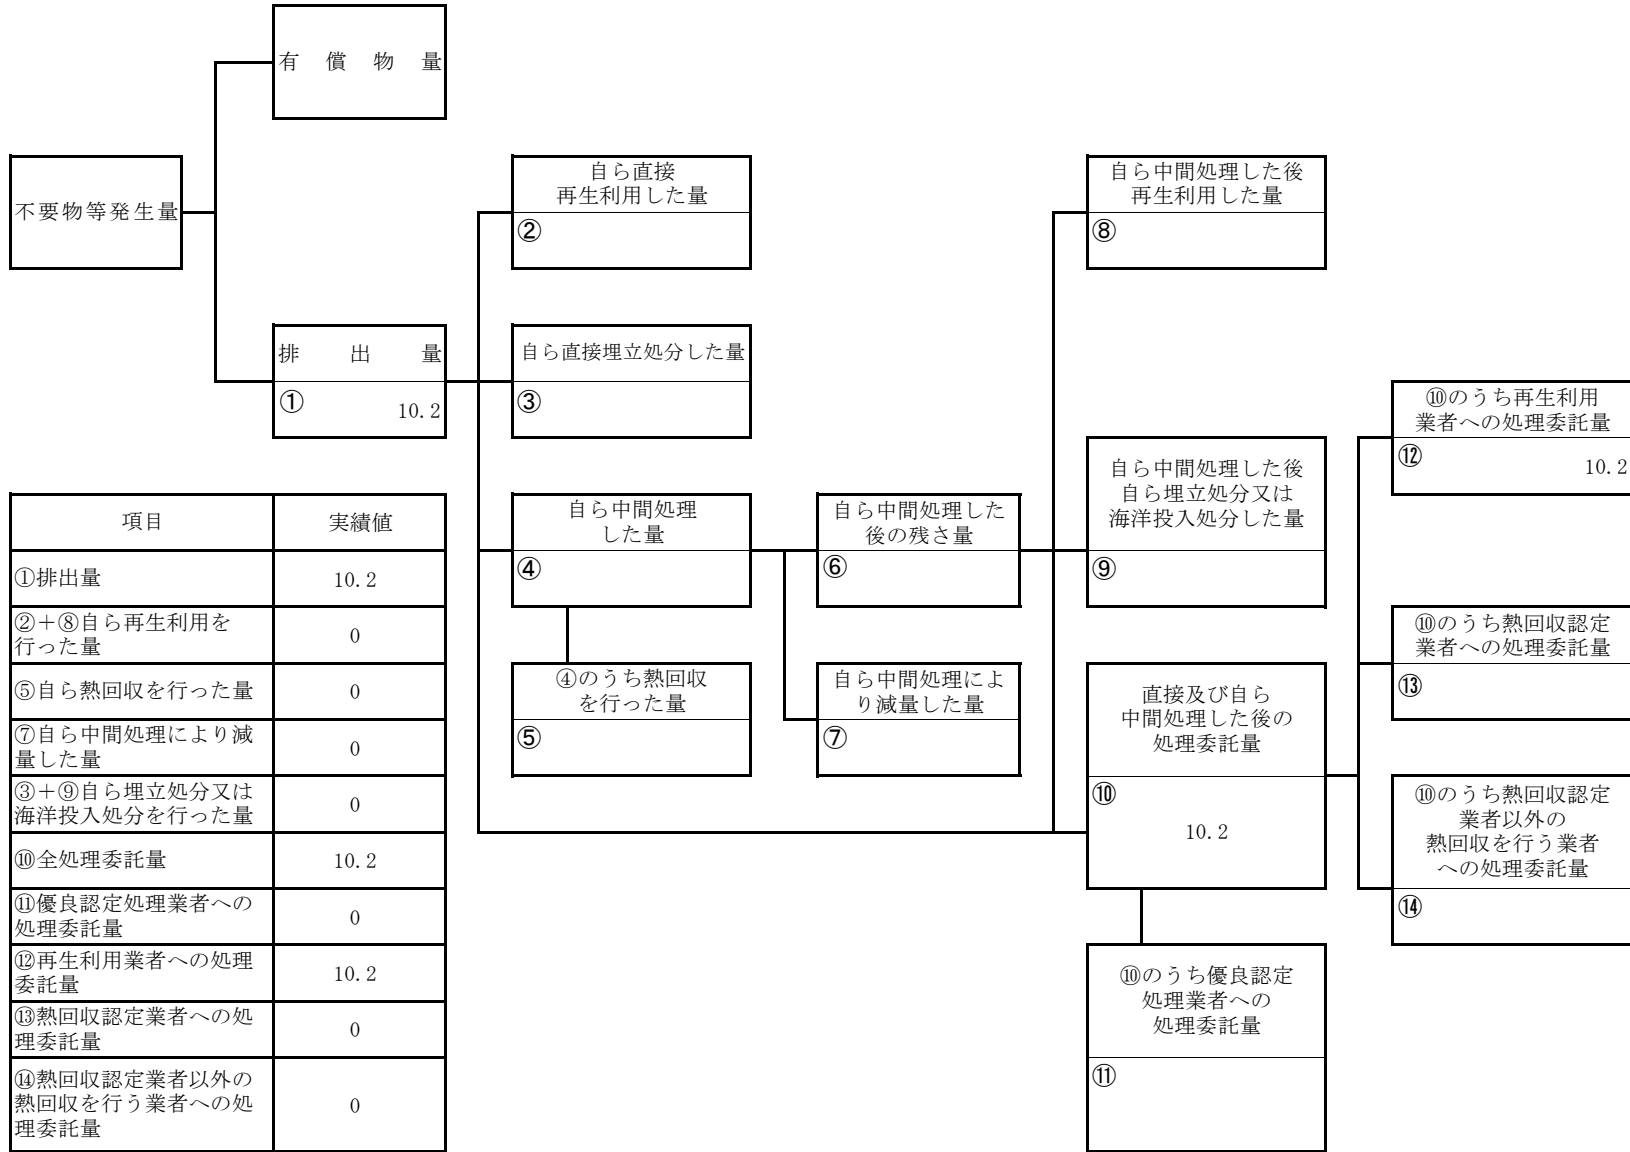 有償物量
不要物等発生量
排出量
①
10.2
自ら直接
再生利用した量
②
自ら直接埋立処分した量
③
自ら中間処理
した量
④
④のうち熱回収
を行った量
⑤
自ら中間処理した
後の残さ量
⑥
自ら中間処理によ
り減量した量
⑦
自ら中間処理した後
再生利用した量
⑧
自ら中間処理した後
自ら埋立処分又は
海洋投入処分した量
⑨
直接及び自ら
中間処理した後の
処理委託量
⑩
10.2
⑩のうち優良認定
処理業者への
処理委託量
⑪
⑩のうち再生利用
業者への処理委託量
⑫
10.2
⑩のうち熱回収認定
業者への処理委託量
⑬
⑩のうち熱回収認定
業者以外の
熱回収を行う業者
への処理委託量
⑭
項目 実績値
①排出量 10.2
②+⑧自ら再生利用を
行った量 0
⑤自ら熱回収を行った量 0
⑦自ら中間処理により減
量した量 0
③+⑨自ら埋立処分又は
海洋投入処分を行った量 0
⑩全処理委託量 10.2
⑪優良認定処理業者への
処理委託量 0
⑫再生利用業者への処理
委託量 10.2
⑬熱回収認定業者への処
理委託量 0
⑭熱回収認定業者以外の
熱回収を行う業者への処
理委託量 0